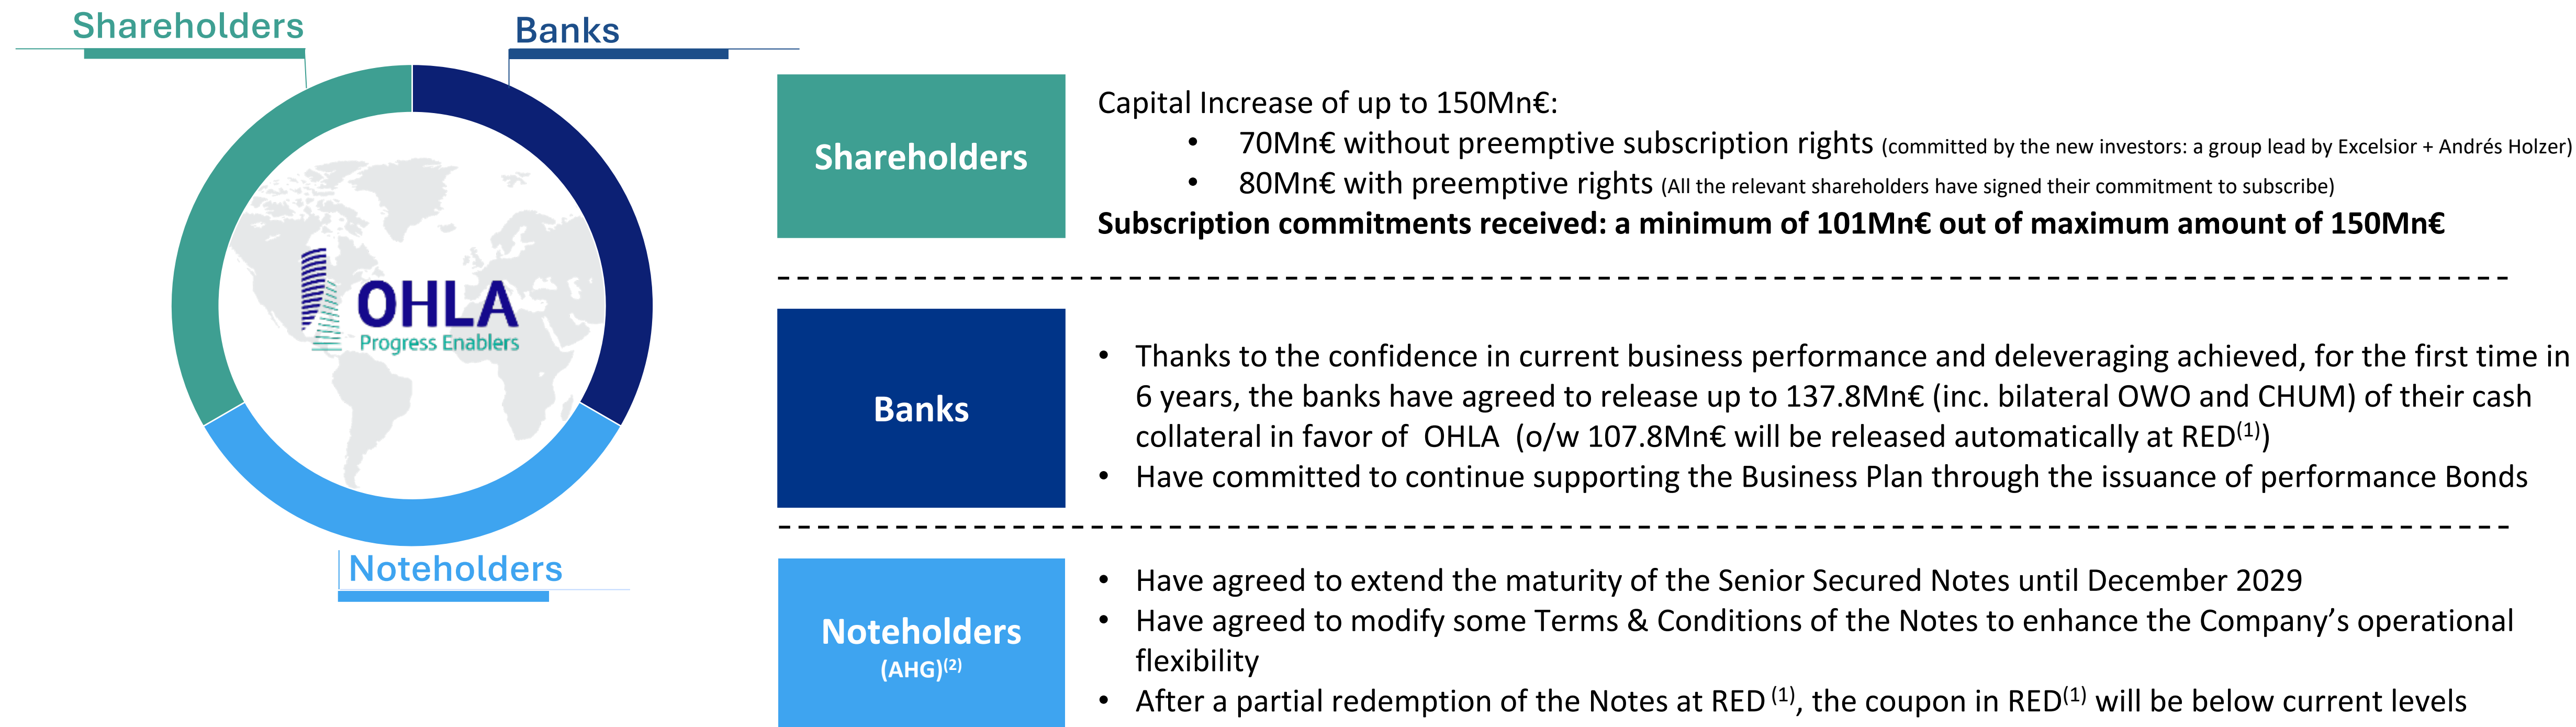 Shareholders
Banks
OHLA
Progress Enablers
Noteholders
Shareholders
Capital Increase of up to 150Mn€:
• 70Mn€ without preemptive subscription rights (committed by the new investors: a group lead by Excelsior + Andrés Holzer)
• 80Mn€ with preemptive rights (All the relevant shareholders have signed their commitment to subscribe)
Subscription commitments received: a minimum of 101Mn€ out of maximum amount of 150Mn€
Banks
• Thanks to the confidence in current business performance and deleveraging achieved, for the first time in
6 years, the banks have agreed to release up to 137.8Mn€ (inc. bilateral OWO and CHUM) of their cash
collateral in favor of OHLA (o/w 107.8Mn€ will be released automatically at RED(1))
• Have committed to continue supporting the Business Plan through the issuance of performance Bonds
Noteholders
(AHG)(2)
• Have agreed to extend the maturity of the Senior Secured Notes until December 2029
• Have agreed to modify some Terms & Conditions of the Notes to enhance the Company’s operational
flexibility
• After a partial redemption of the Notes at RED (1), the coupon in RED(1) will be below current levels